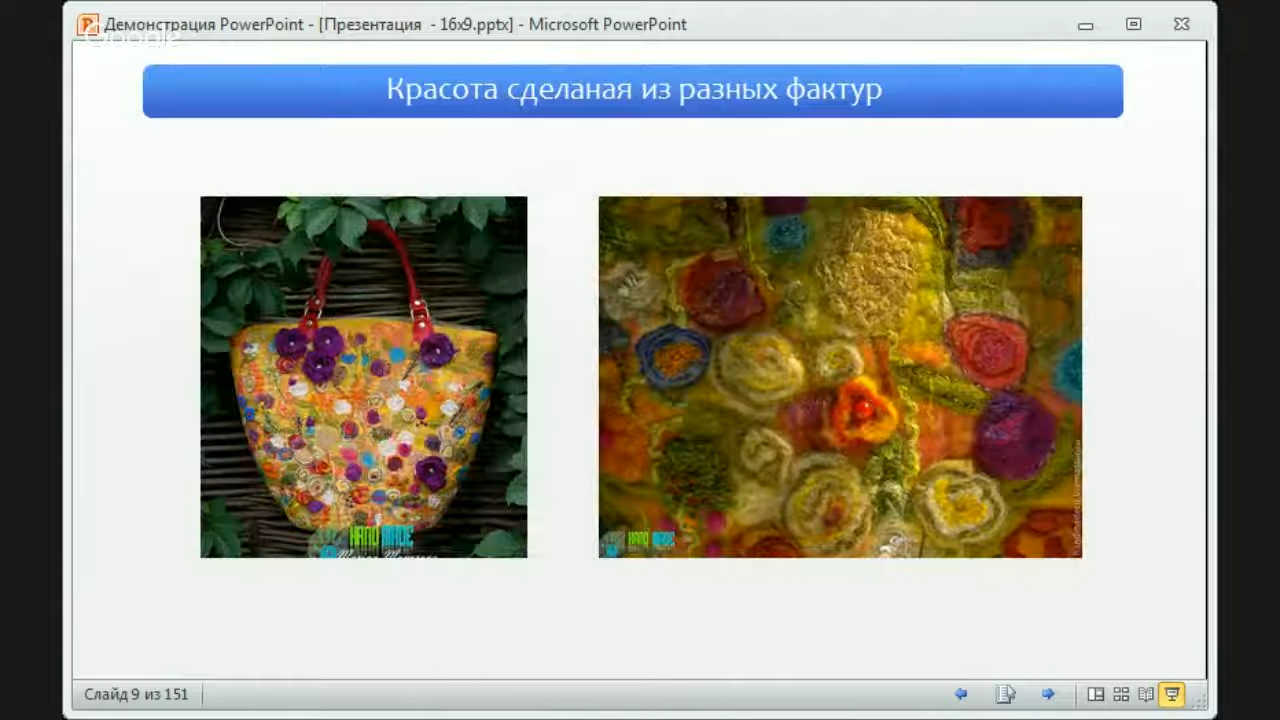 Демонстрация PowerPoint - [Презентация - 16x9.pptx] - Microsoft PowerPoint
Google
Красота сделаная из разных фактур
HAND MADE
HAND MADE
Слайд 9 из 151